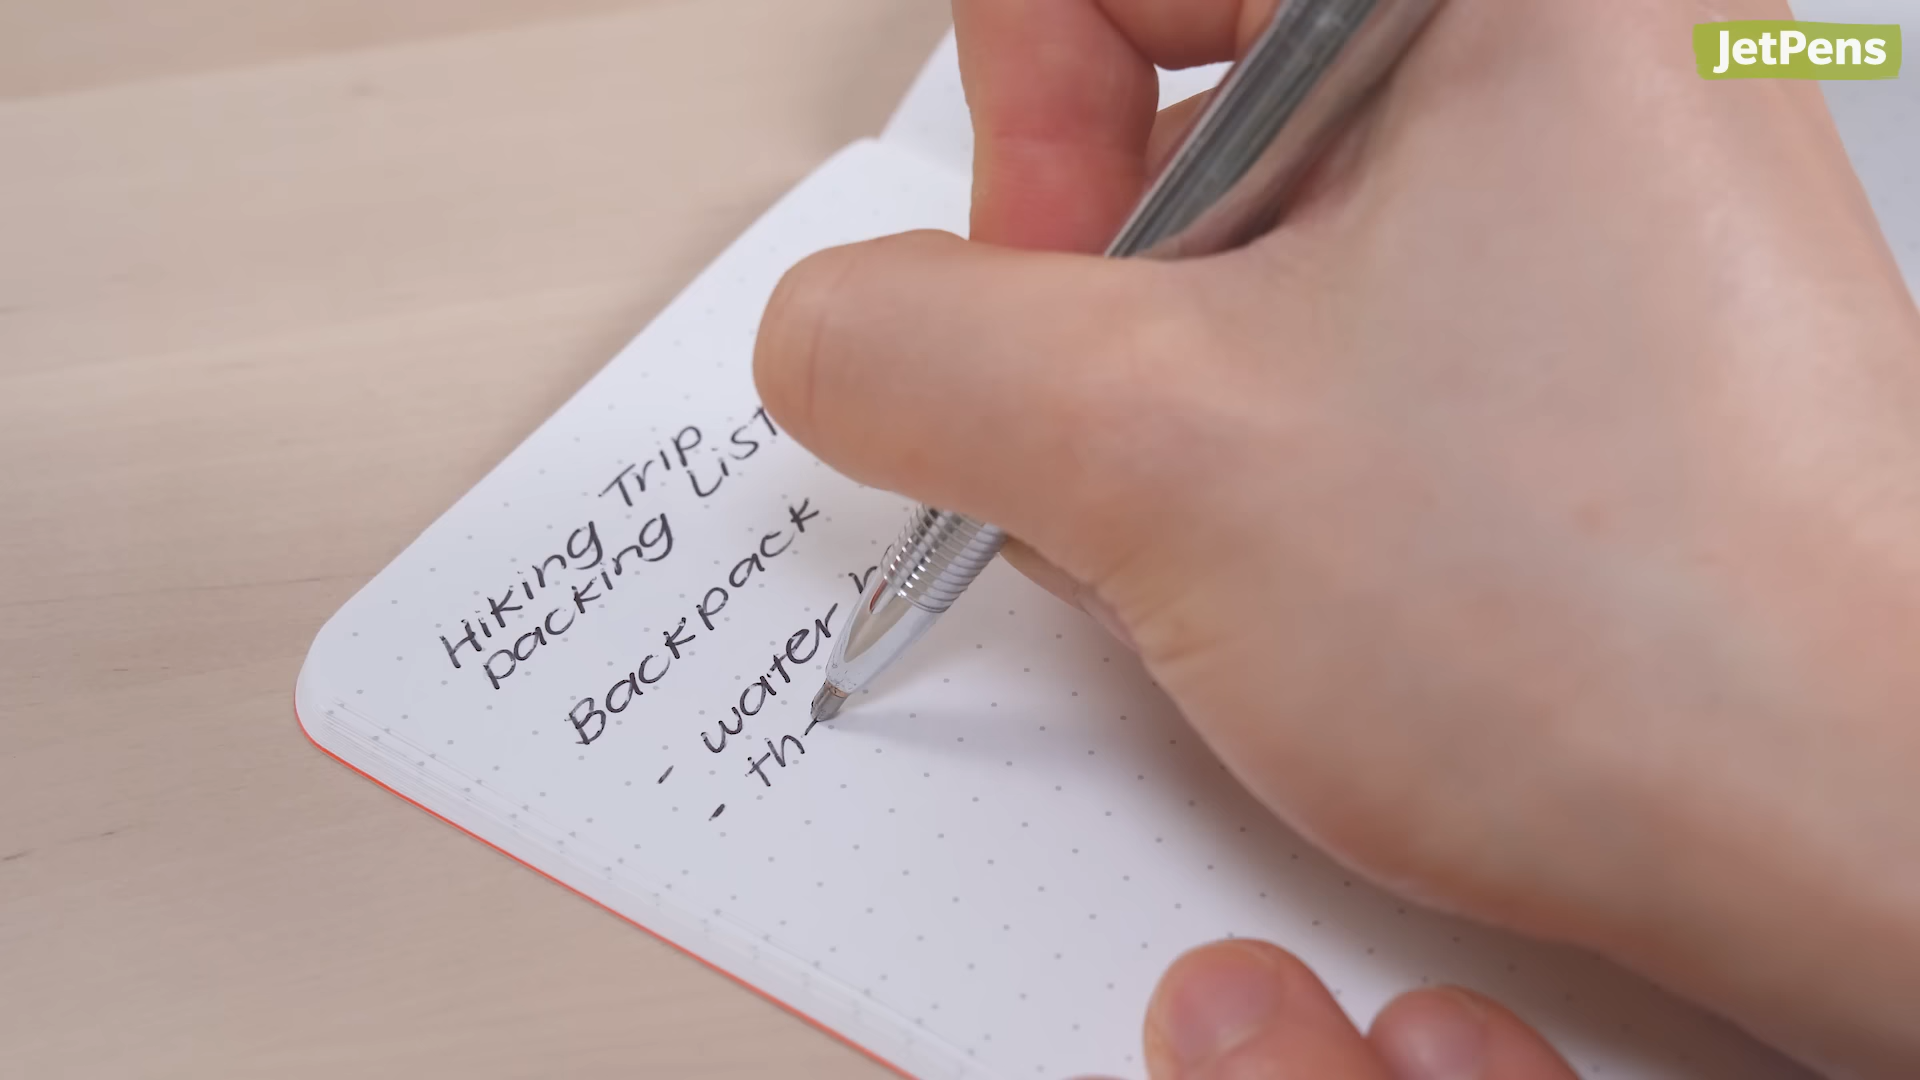 JetPens
Hiking Trip
packing List
Backpack
- water
- th